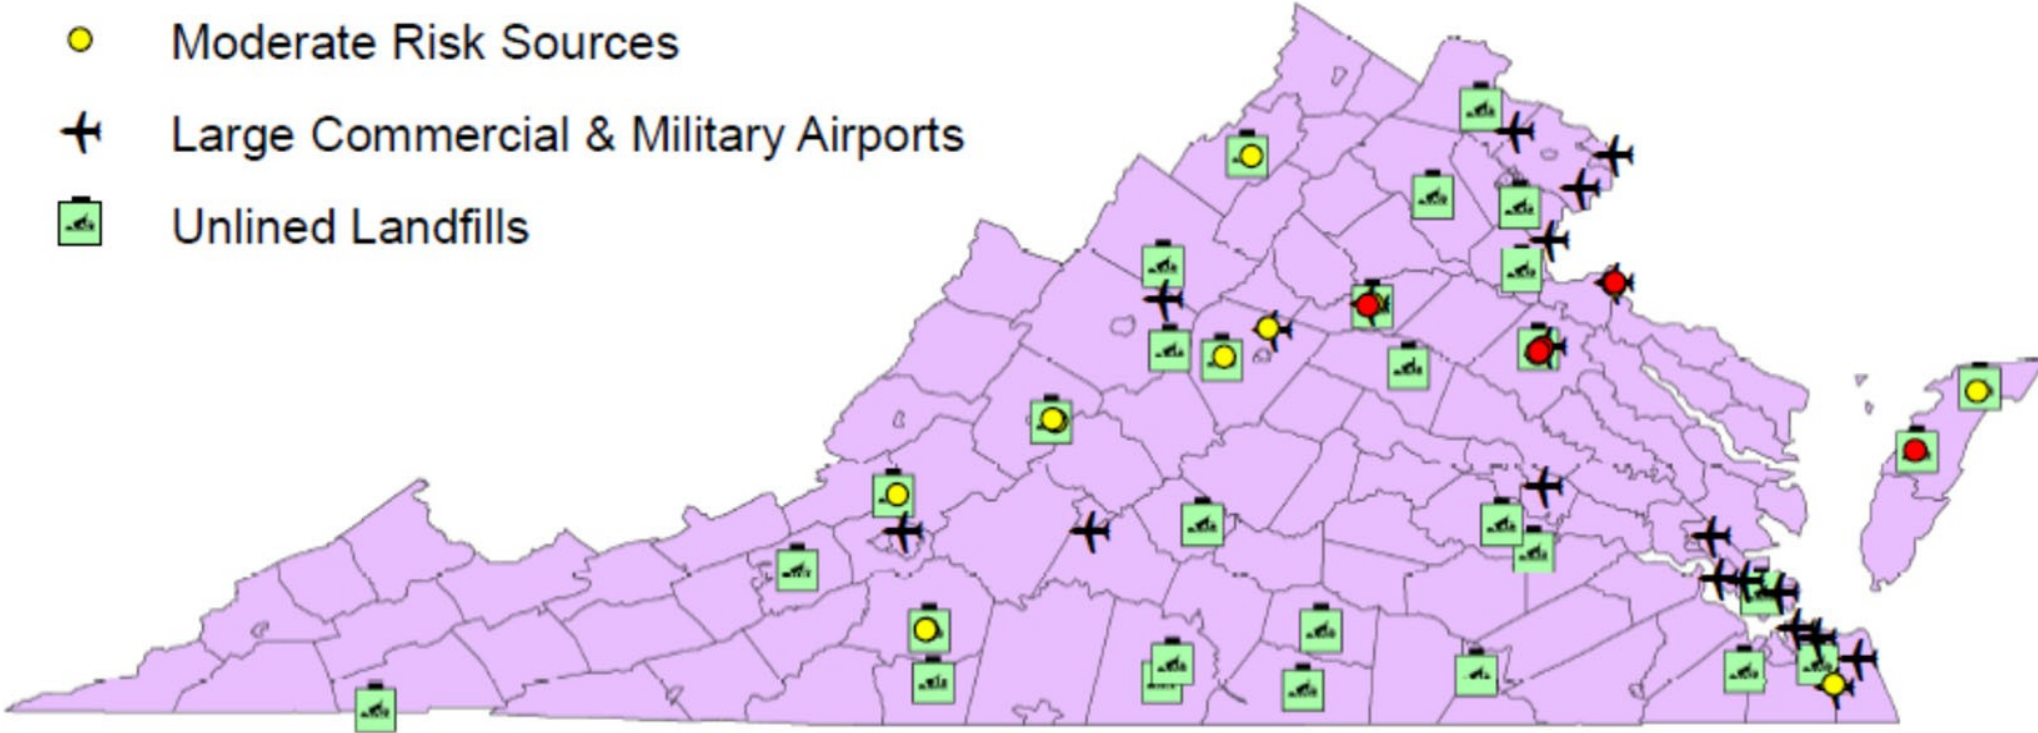 Moderate Risk Sources
Large Commercial & Military Airports
Unlined Landfills